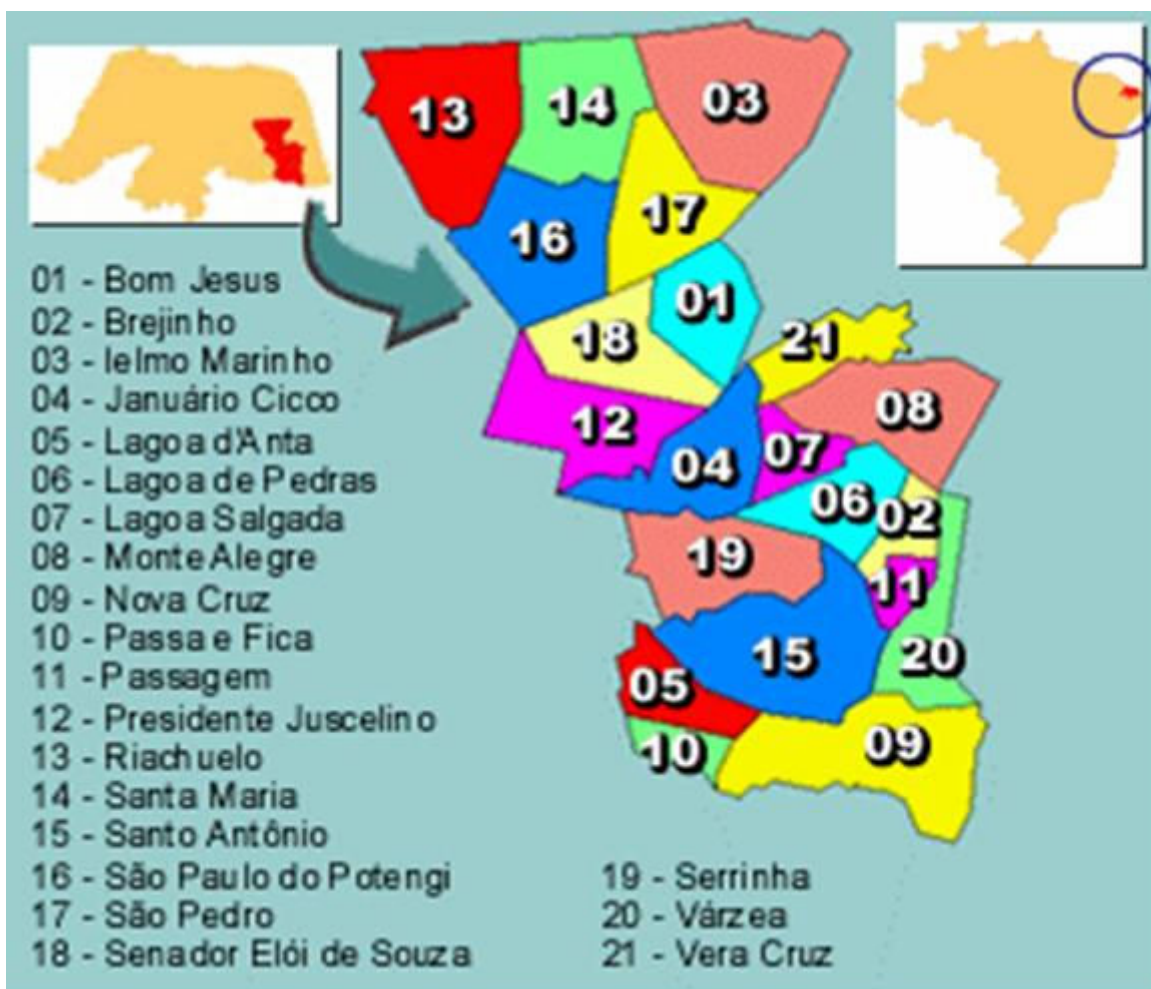 13
14
03
17
16
01
18
21
12
08
07
04
06
02
19
11
15
20
05
09
10
01 - Bom Jesus
02 - Brejinho
03 - Ielmo Marinho
04 - Januário Cicco
05 - Lagoa d'Anta
06 - Lagoa de Pedras
07 - Lagoa Salgada
08 - Monte Alegre
09 - Nova Cruz
10 - Passa e Fica
11 - Passagem
12 - Presidente Juscelino
13 - Riachuelo
14 - Santa Maria
15 - Santo Antônio
16 - São Paulo do Potengi
17 - São Pedro
18 - Senador Elói de Souza
19 - Serrinha
20 - Várzea
21 - Vera Cruz